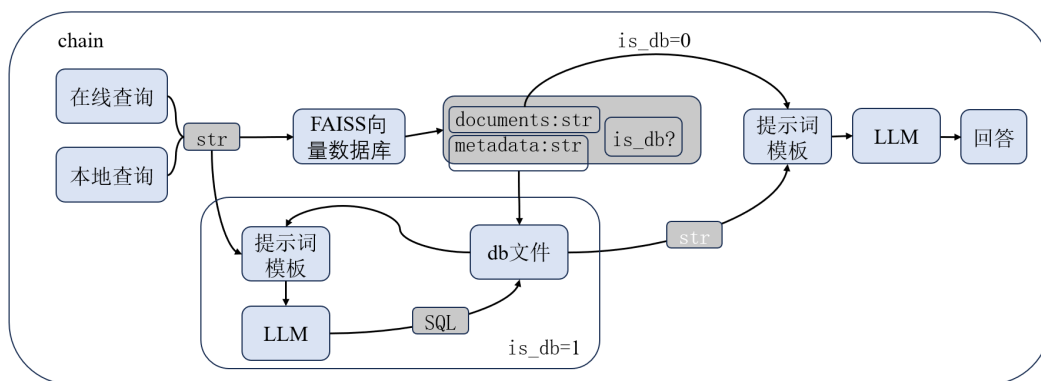 chain
is_db=0
在线查询
本地查询
str
FAISS向
量数据库
documents:str
metadata:str
is_db?
提示词
模板
LLM
回答
提示词
模板
db文件
str
LLM
SQL
is_db=1